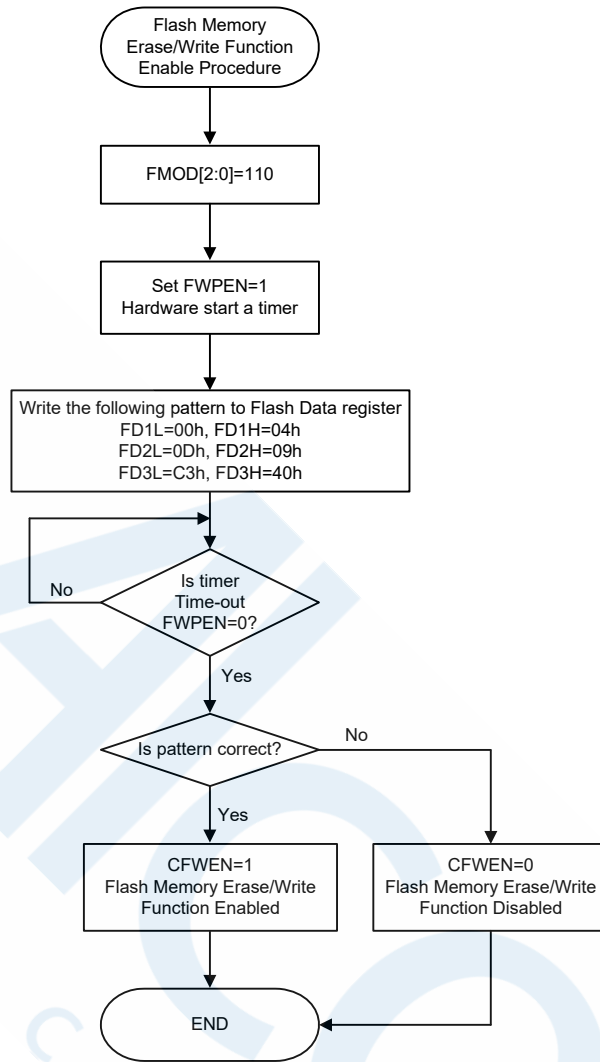 Flash Memory
Erase/Write Function
Enable Procedure
FMOD[2:0]=110
Set FWPEN=1
Hardware start a timer
Write the following pattern to Flash Data register
FD1L=00h, FD1H=04h
FD2L=0Dh, FD2H=09h
FD3L=C3h, FD3H=40h
Is timer
Time-out
FWPEN=0?
No
Yes
Is pattern correct?
No
Yes
CFWEN=1
Flash Memory Erase/Write
Function Enabled
CFWEN=0
Flash Memory Erase/Write
Function Disabled
END